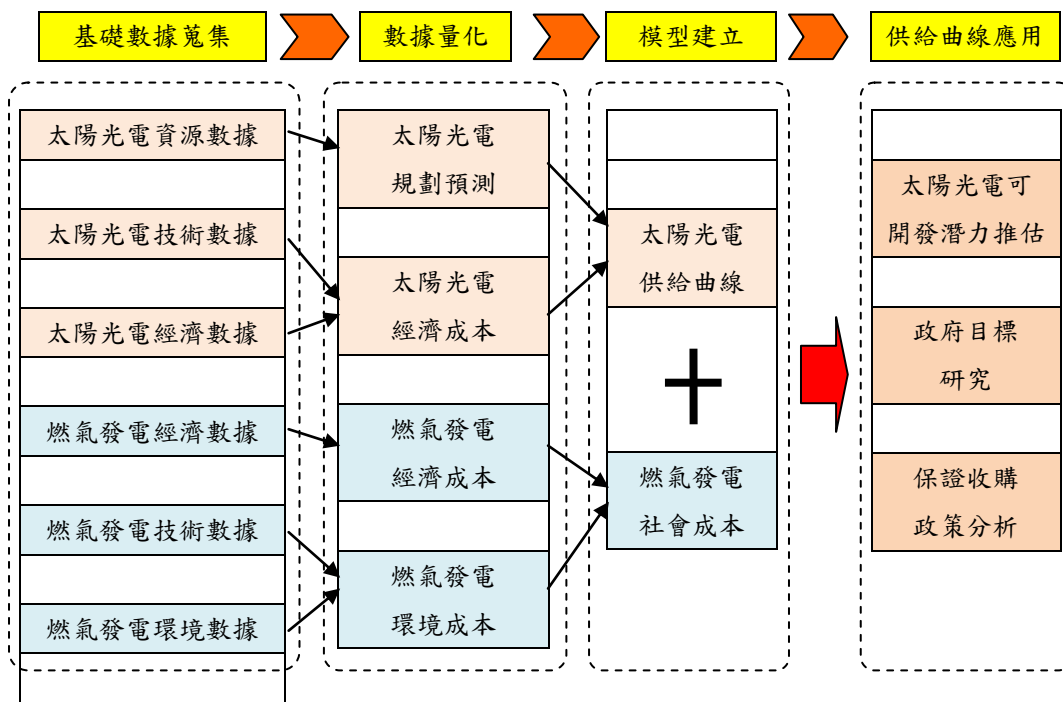 基礎數據蒐集
數據量化
模型建立
供給曲線應用
太陽光電資源數據
太陽光電技術數據
太陽光電經濟數據
燃氣發電經濟數據
燃氣發電技術數據
燃氣發電環境數據
太陽光電
規劃預測
太陽光電
經濟成本
燃氣發電
經濟成本
燃氣發電
環境成本
太陽光電
供給曲線
+
燃氣發電
社會成本
太陽光電可
開發潛力推估
政府目標
研究
保證收購
政策分析